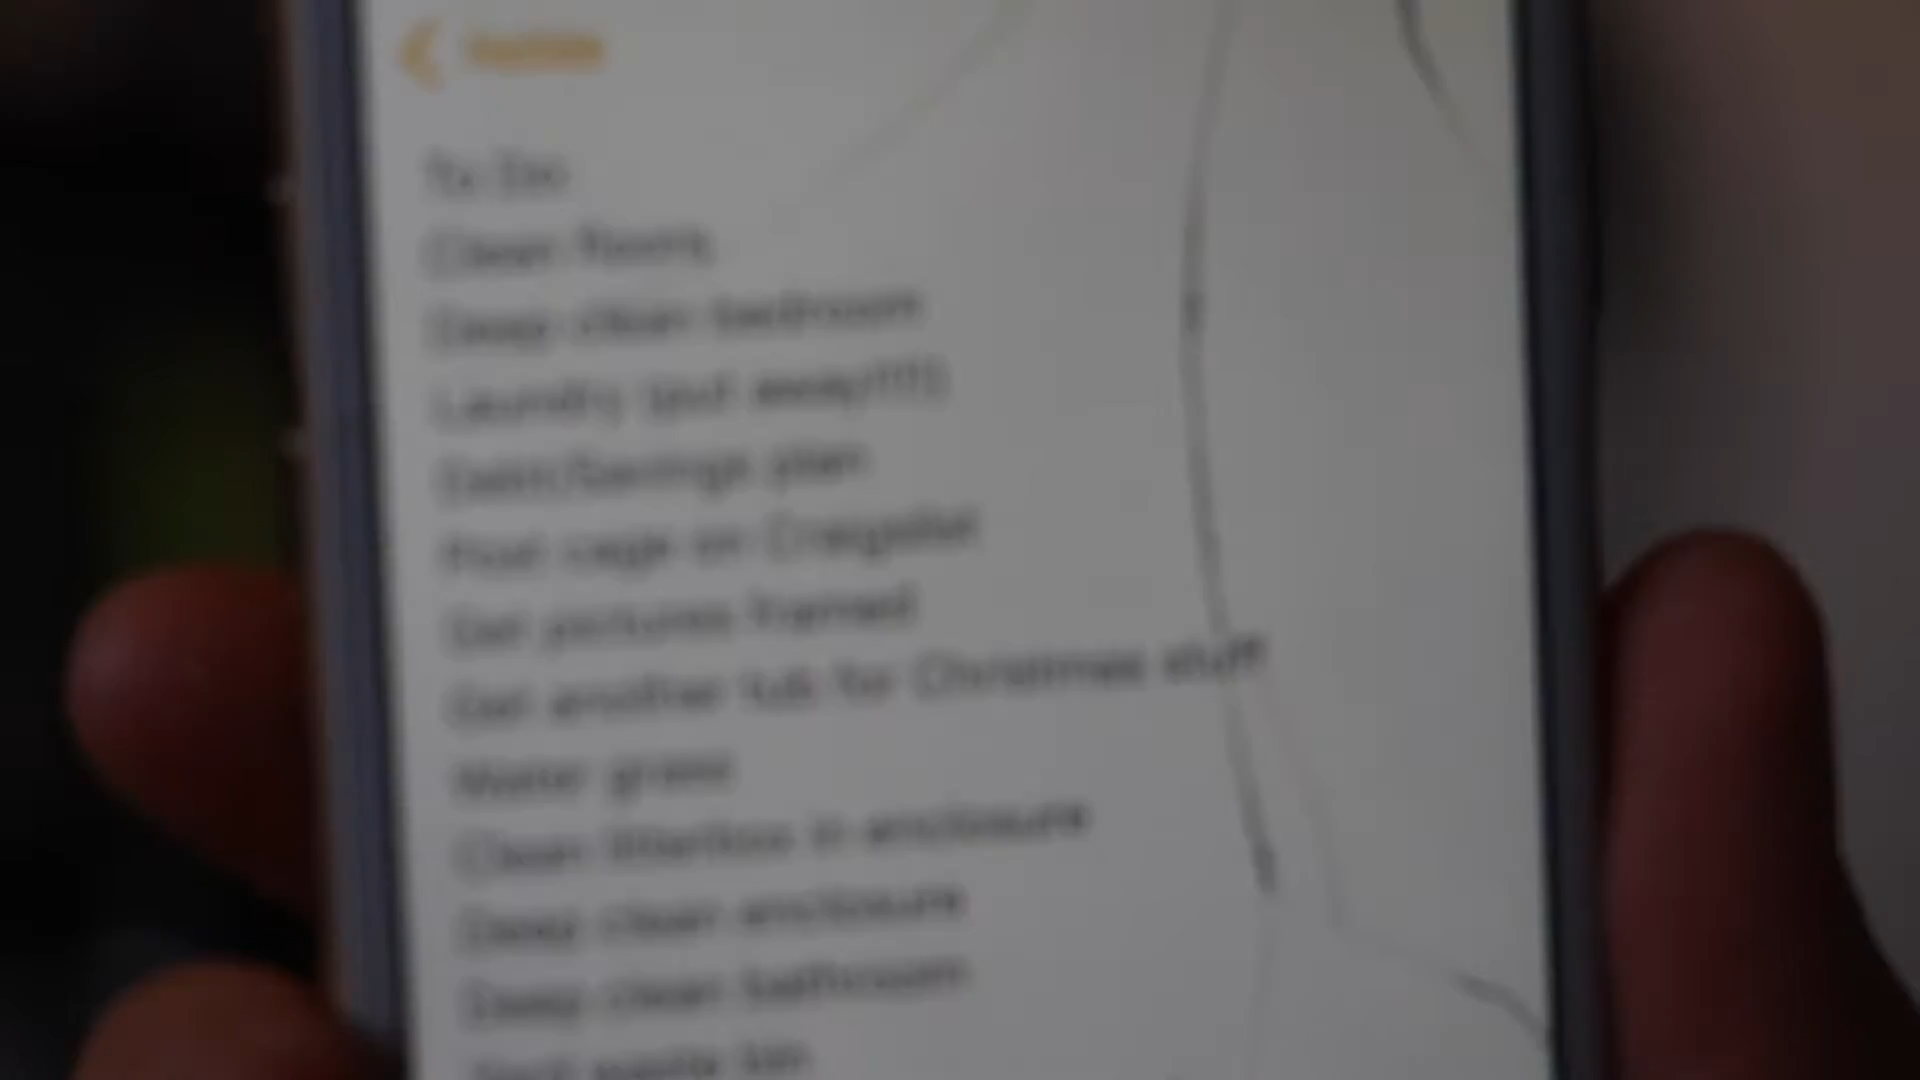 To Do
Clean floors
Deep clean bedroom
Laundry (put away!!!!)
Debt/Savings plan
Post cage on Craigslist
Get pictures framed
Get another tub for Christmas stuff
Water grass
Clean litterbox in enclosure
Deep clean enclosure
Deep clean bathroom